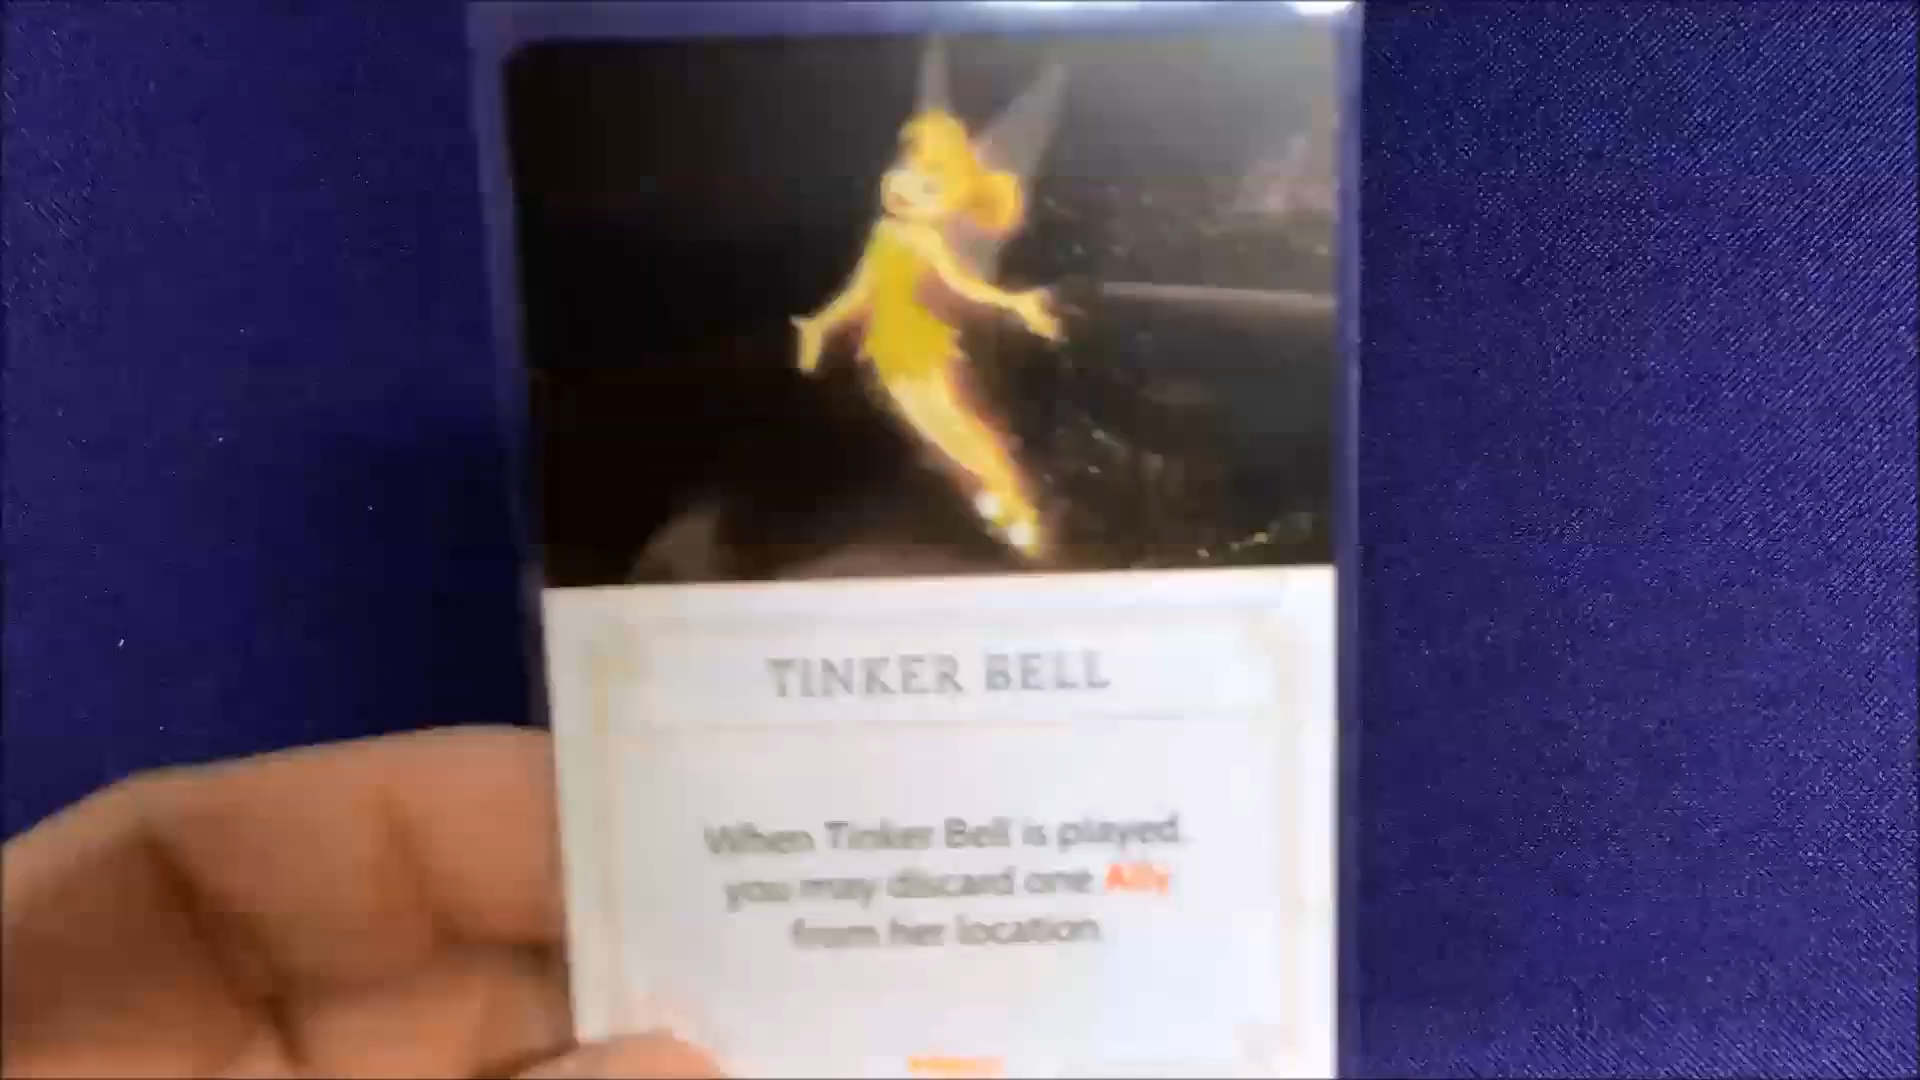 TINKER BELL
When Tinker Bell is played,
you may discard one Ally
from her location.